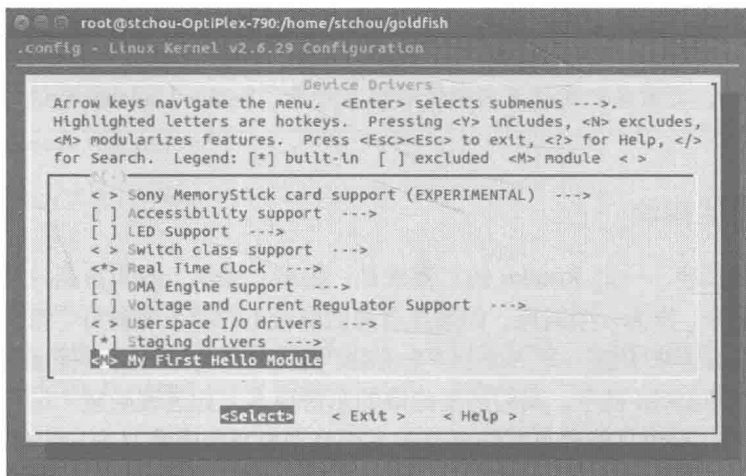 root@stchou-OptiPlex-790:/home/stchou/goldfish
.config - Linux Kernel v2.6.29 Configuration
Device Drivers
Arrow keys navigate the menu.  <Enter> selects submenus --->.
Highlighted letters are hotkeys.  Pressing <Y> includes, <N> excludes,
<M> modularizes features.  Press <Esc><Esc> to exit, <?> for Help, </>
for Search.  Legend: [*] built-in  [ ] excluded  <M> module  < >
^(-)
< > Sony MemoryStick card support (EXPERIMENTAL)  --->
[ ] Accessibility support  --->
[ ] LED Support  --->
< > Switch class support  --->
<*> Real Time Clock  --->
[ ] DMA Engine support  --->
[ ] Voltage and Current Regulator Support  --->
< > Userspace I/O drivers  --->
[*] Staging drivers  --->
<M> My First Hello Module
<Select>    < Exit >    < Help >